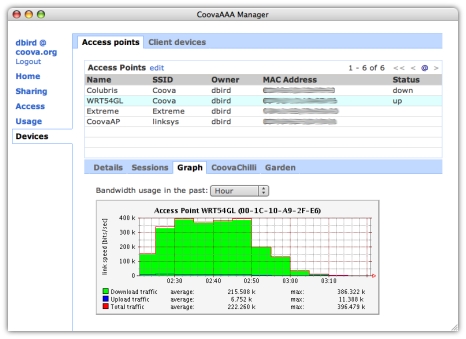 CoovaAAA Manager
dbird @
coova.org
Logout
Home
Sharing
Access
Usage
Devices
Access points Client devices
Access Points edit 1 - 6 of 6 << < @ >
Name SSID Owner MAC Address Status
Colubris Coova dbird down
WRT54GL Coova dbird up
Extreme Extreme dbird
CoovaAP linksys dbird
Details Sessions Graph CoovaChilli Garden
Bandwidth usage in the past: Hour
Access Point WRT54GL (00-1C-10-A9-2F-E6)
link speed [bits/sec]
400 k
300 k
200 k
100 k
0
02:30 02:40 02:50 03:00 03:10
Download traffic average: 215.508 k max: 386.322 k
Upload traffic average: 6.752 k max: 11.388 k
Total traffic average: 222.260 k max: 396.479 k